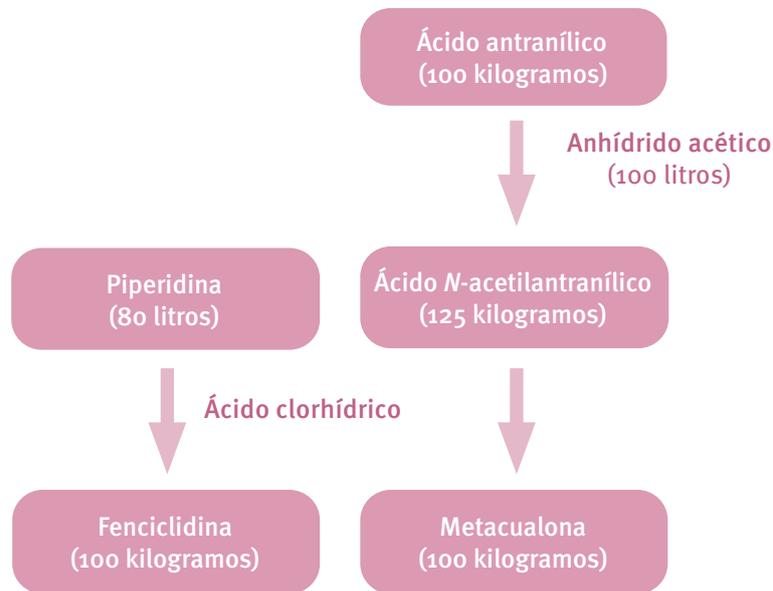 Ácido antranílico
(100 kilogramos)
Anhídrido acético
(100 litros)
Piperidina
(80 litros)
Ácido N-acetilantranílico
(125 kilogramos)
Ácido clorhídrico
Fenciclidina
(100 kilogramos)
Metacualona
(100 kilogramos)